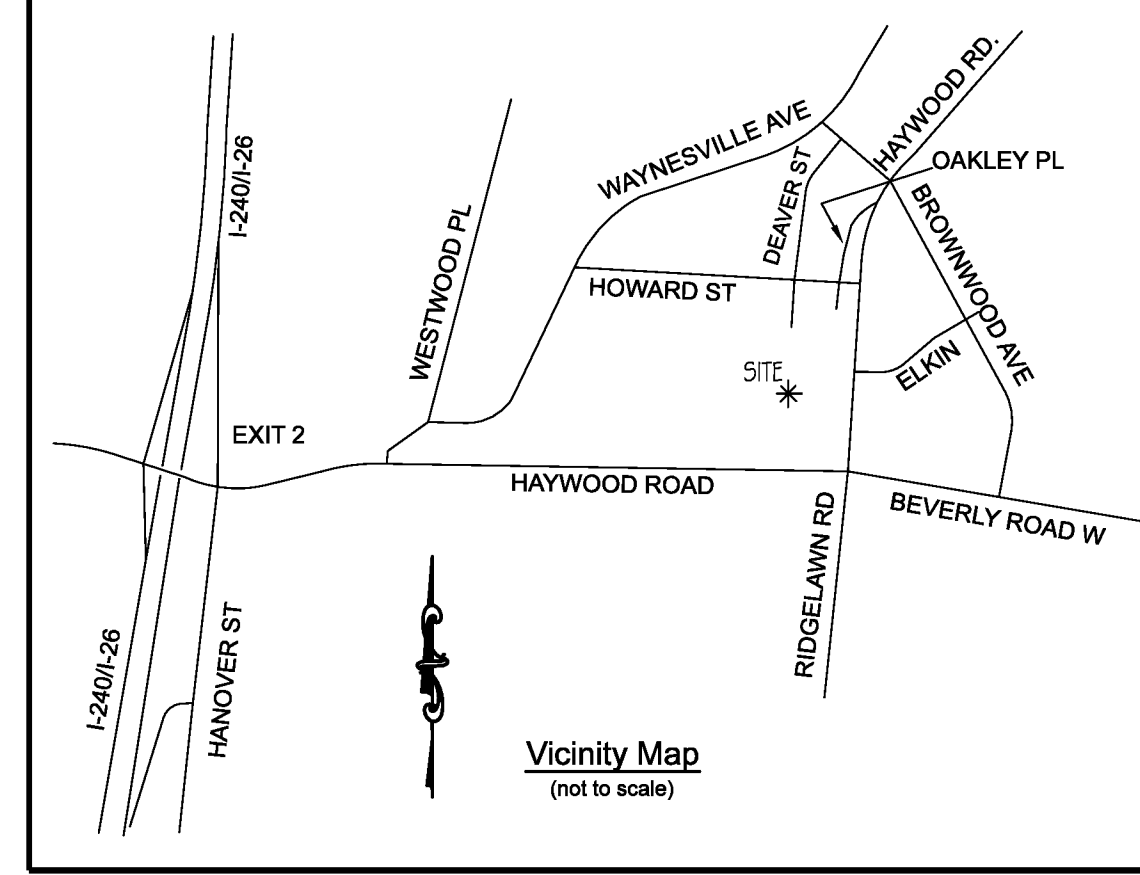 HAYWOOD RD.
WAYNESVILLE AVE
I-240/I-26
OAKLEY PL
DEAVER ST
BROWNWOOD AVE
WESTWOOD PL
HOWARD ST
ELKIN
SITE
EXIT 2
HAYWOOD ROAD
BEVERLY ROAD W
RIDGELAWN RD
I-240/I-26
HANOVER ST
Vicinity Map
(not to scale)